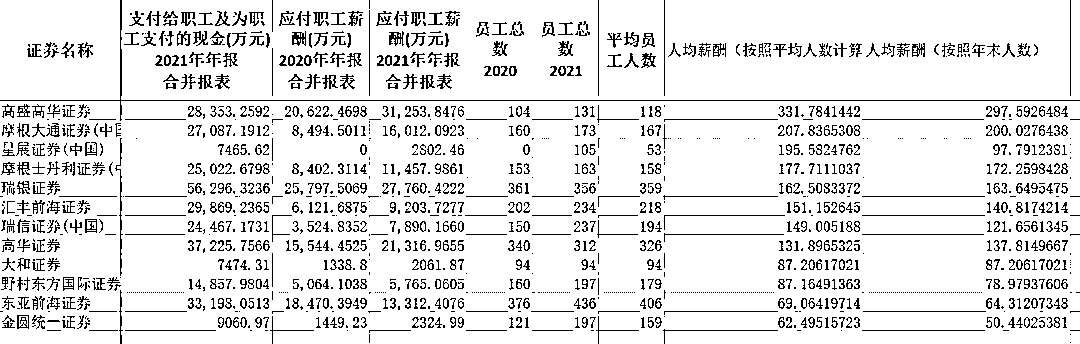 证券名称 支付给职工及为职工支付的现金(万元) 2021年年报 合并报表 应付职工薪酬(万元) 2020年年报 合并报表 应付职工薪酬(万元) 2021年年报 合并报表 员工总数 2020 员工总数 2021 平均员工人数 人均薪酬（按照平均人数计算 人均薪酬（按照年末人数）
高盛高华证券 28,353.2592 20,622.4698 31,253.8476 104 131 118 331.7841442 297.5926484
摩根大通证券(中国 27,087.1912 8,494.5011 16,012.0923 160 173 167 207.8365308 200.0276438
星展证券(中国) 7465.62 0 2802.46 0 105 53 195.5824762 97.7912381
摩根士丹利证券( 25,022.6798 8,402.3114 11,457.9861 153 163 158 177.7111037 172.2598428
瑞银证券 56,296.3236 25,797.5069 27,760.4222 361 356 359 162.5083372 163.6495475
汇丰前海证券 29,869.2365 6,121.6875 9,203.7277 202 234 218 151.152645 140.8174214
瑞信证券(中国) 24,467.1731 3,524.8352 7,890.1660 150 237 194 149.005188 121.6561345
高华证券 37,225.7566 15,544.4525 21,316.9655 340 312 326 131.8965325 137.8149667
大和证券 7474.31 1338.8 2061.87 94 94 94 87.20617021 87.20617021
野村东方国际证券 14,857.9804 5,064.1038 5,765.0605 160 197 179 87.16491363 78.97937606
东亚前海证券 33,198.0513 18,470.3949 13,312.4076 376 436 406 69.06419714 64.31207348
金圆统一证券 9060.97 1449.23 2324.99 121 197 159 62.49515723 50.44025381